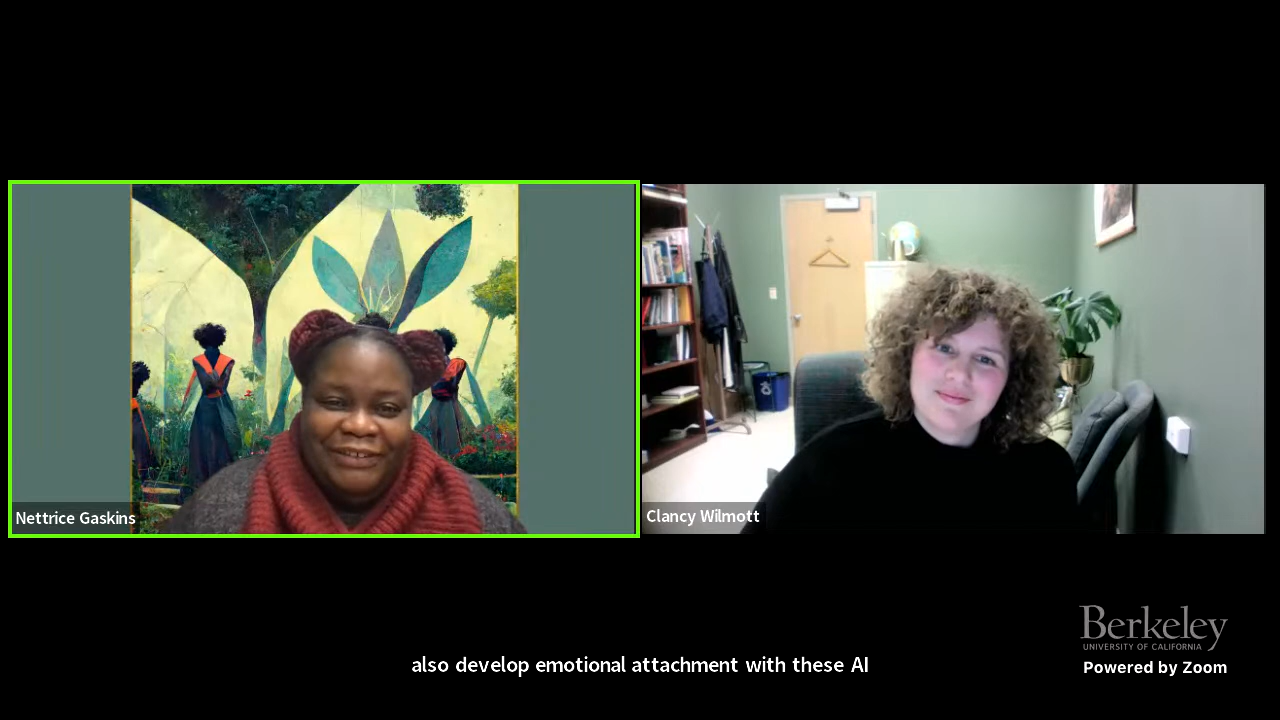 Nettrice Gaskins
Clancy Wilmott
Berkeley
UNIVERSITY OF CALIFORNIA
also develop emotional attachment with these AI
Powered by Zoom